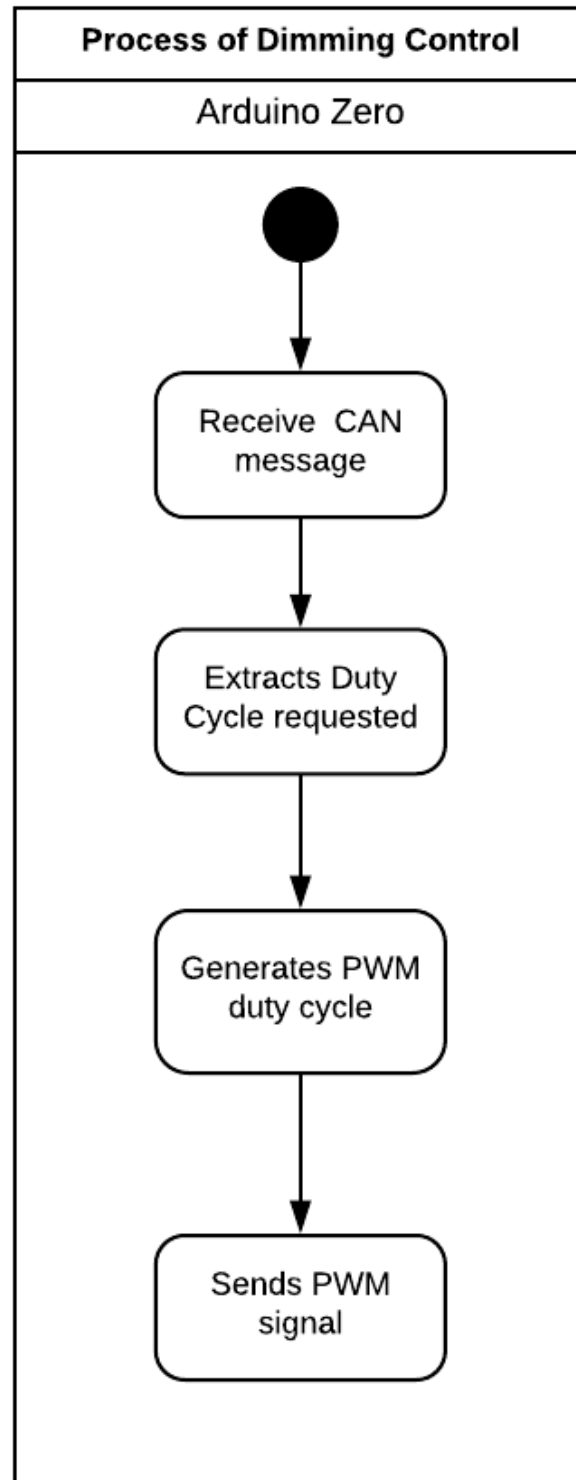 Process of Dimming Control
Arduino Zero
Receive  CAN
message
Extracts Duty
Cycle requested
Generates PWM
duty cycle
Sends PWM
signal